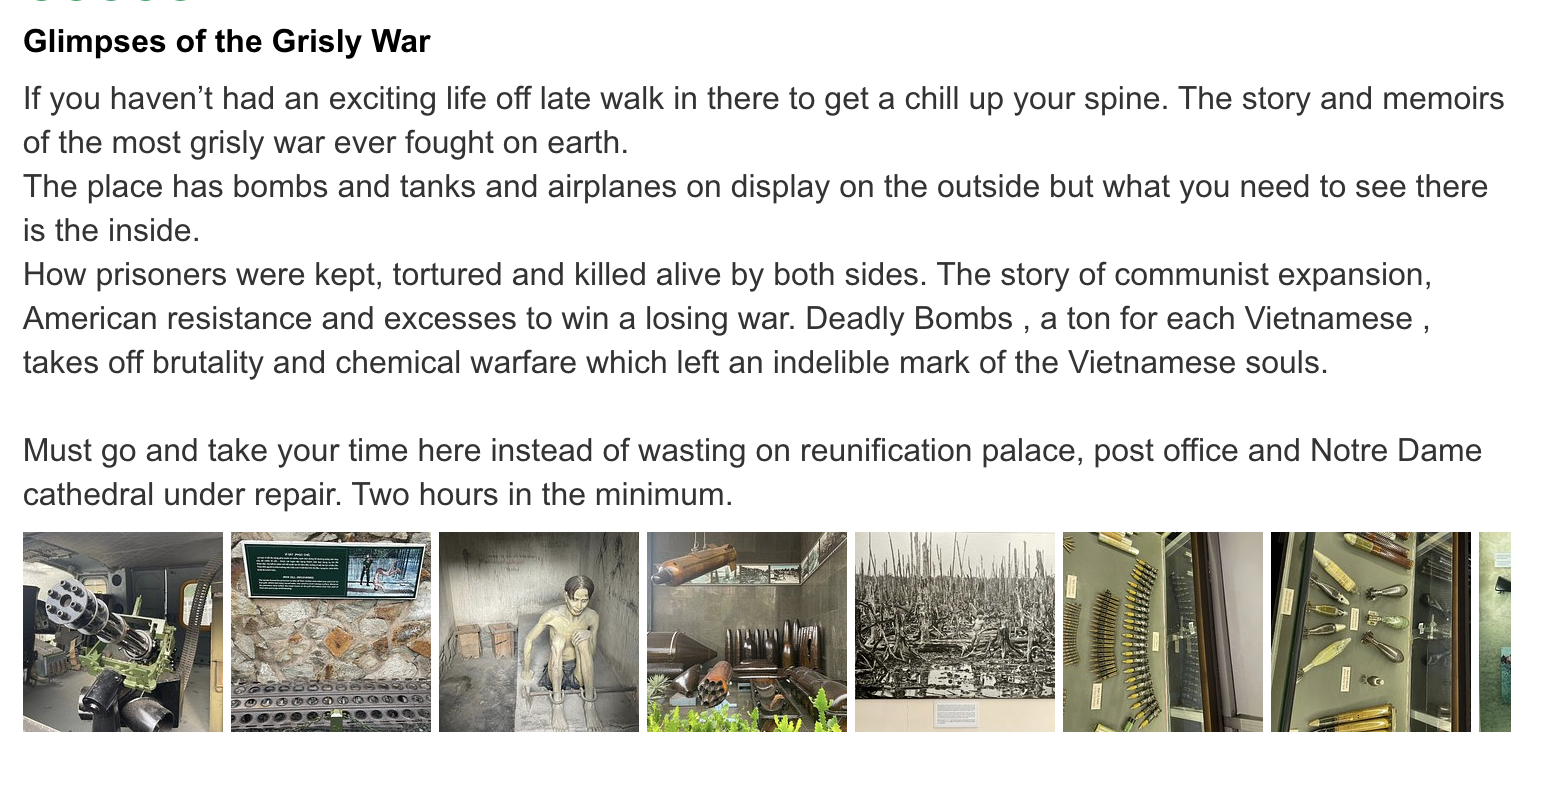 Glimpses of the Grisly War
If you haven’t had an exciting life off late walk in there to get a chill up your spine. The story and memoirs
of the most grisly war ever fought on earth.
The place has bombs and tanks and airplanes on display on the outside but what you need to see there
is the inside.
How prisoners were kept, tortured and killed alive by both sides. The story of communist expansion,
American resistance and excesses to win a losing war. Deadly Bombs , a ton for each Vietnamese ,
takes off brutality and chemical warfare which left an indelible mark of the Vietnamese souls.
Must go and take your time here instead of wasting on reunification palace, post office and Notre Dame
cathedral under repair. Two hours in the minimum.